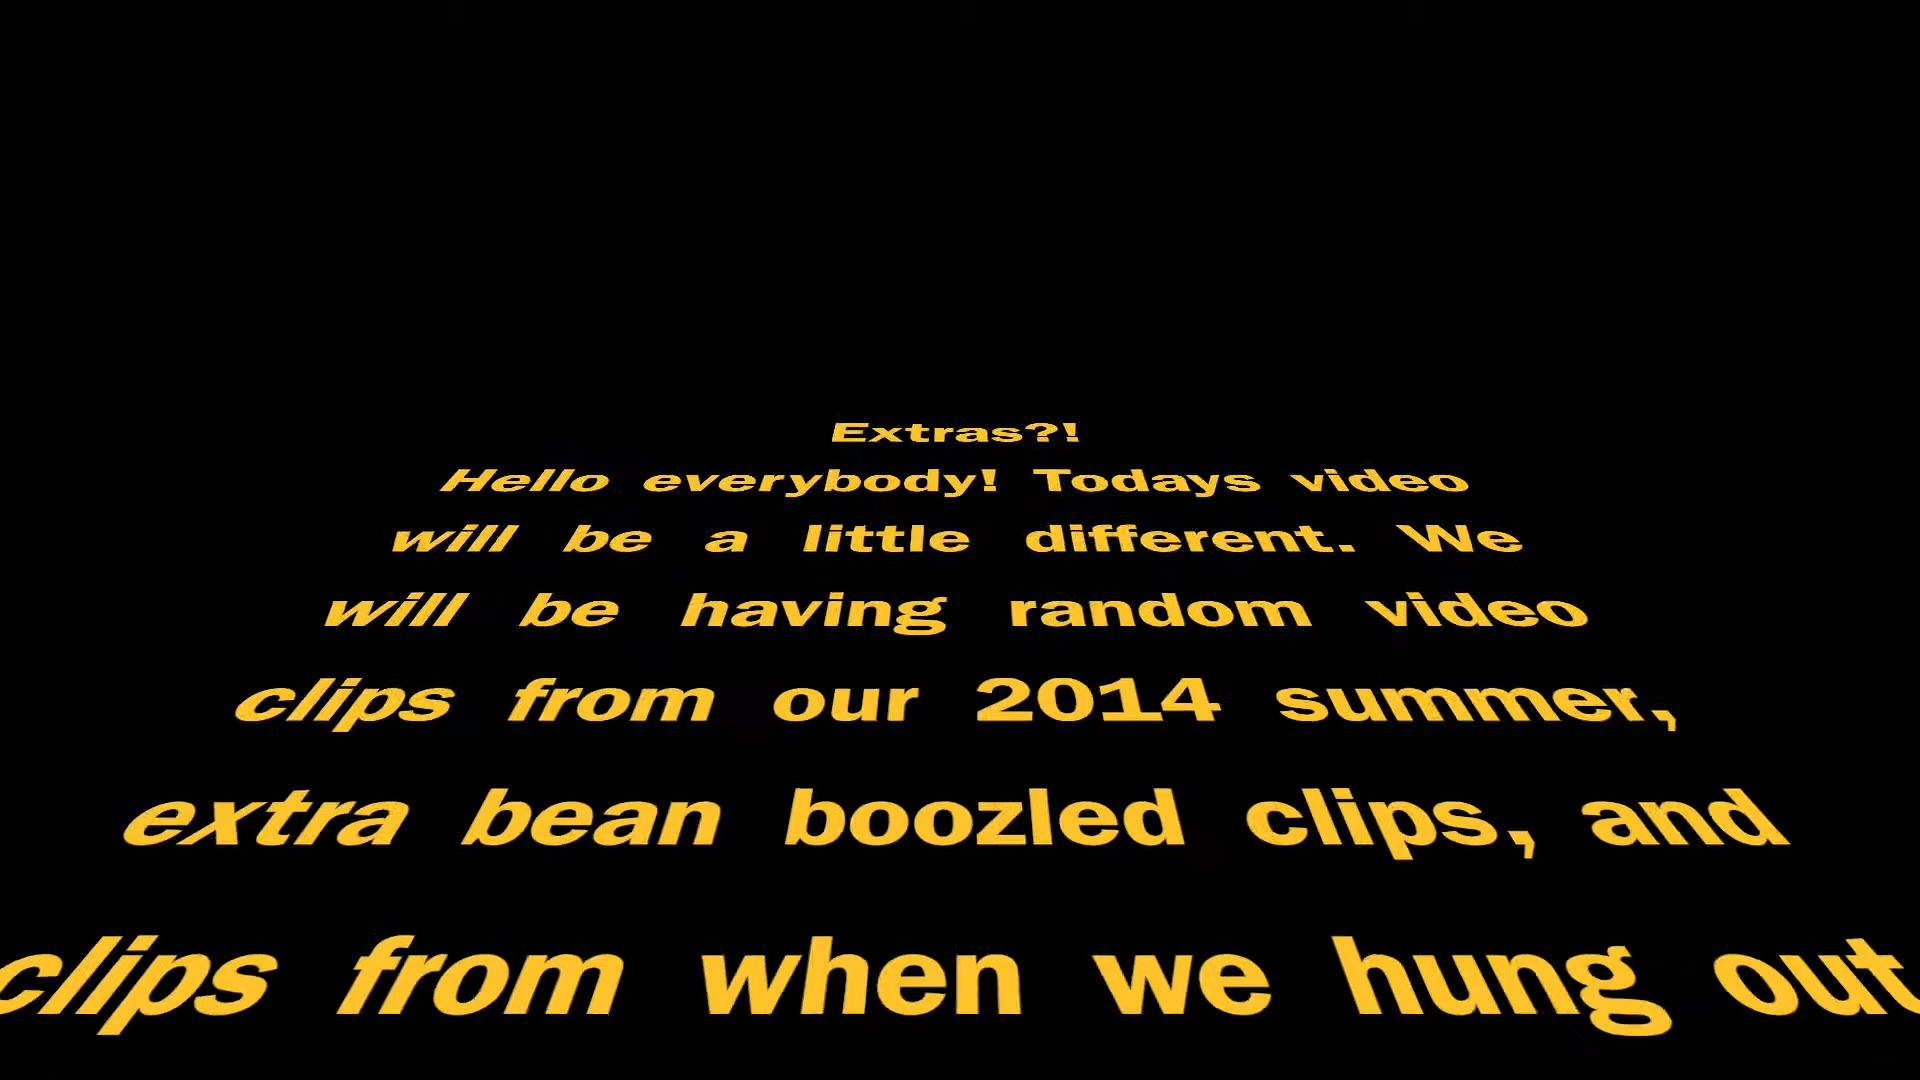 Extras?!
Hello everybody! Todays video
will be a little different. We
will be having random video
clips from our 2014 summer,
extra bean boozled clips, and
clips from when we hung out